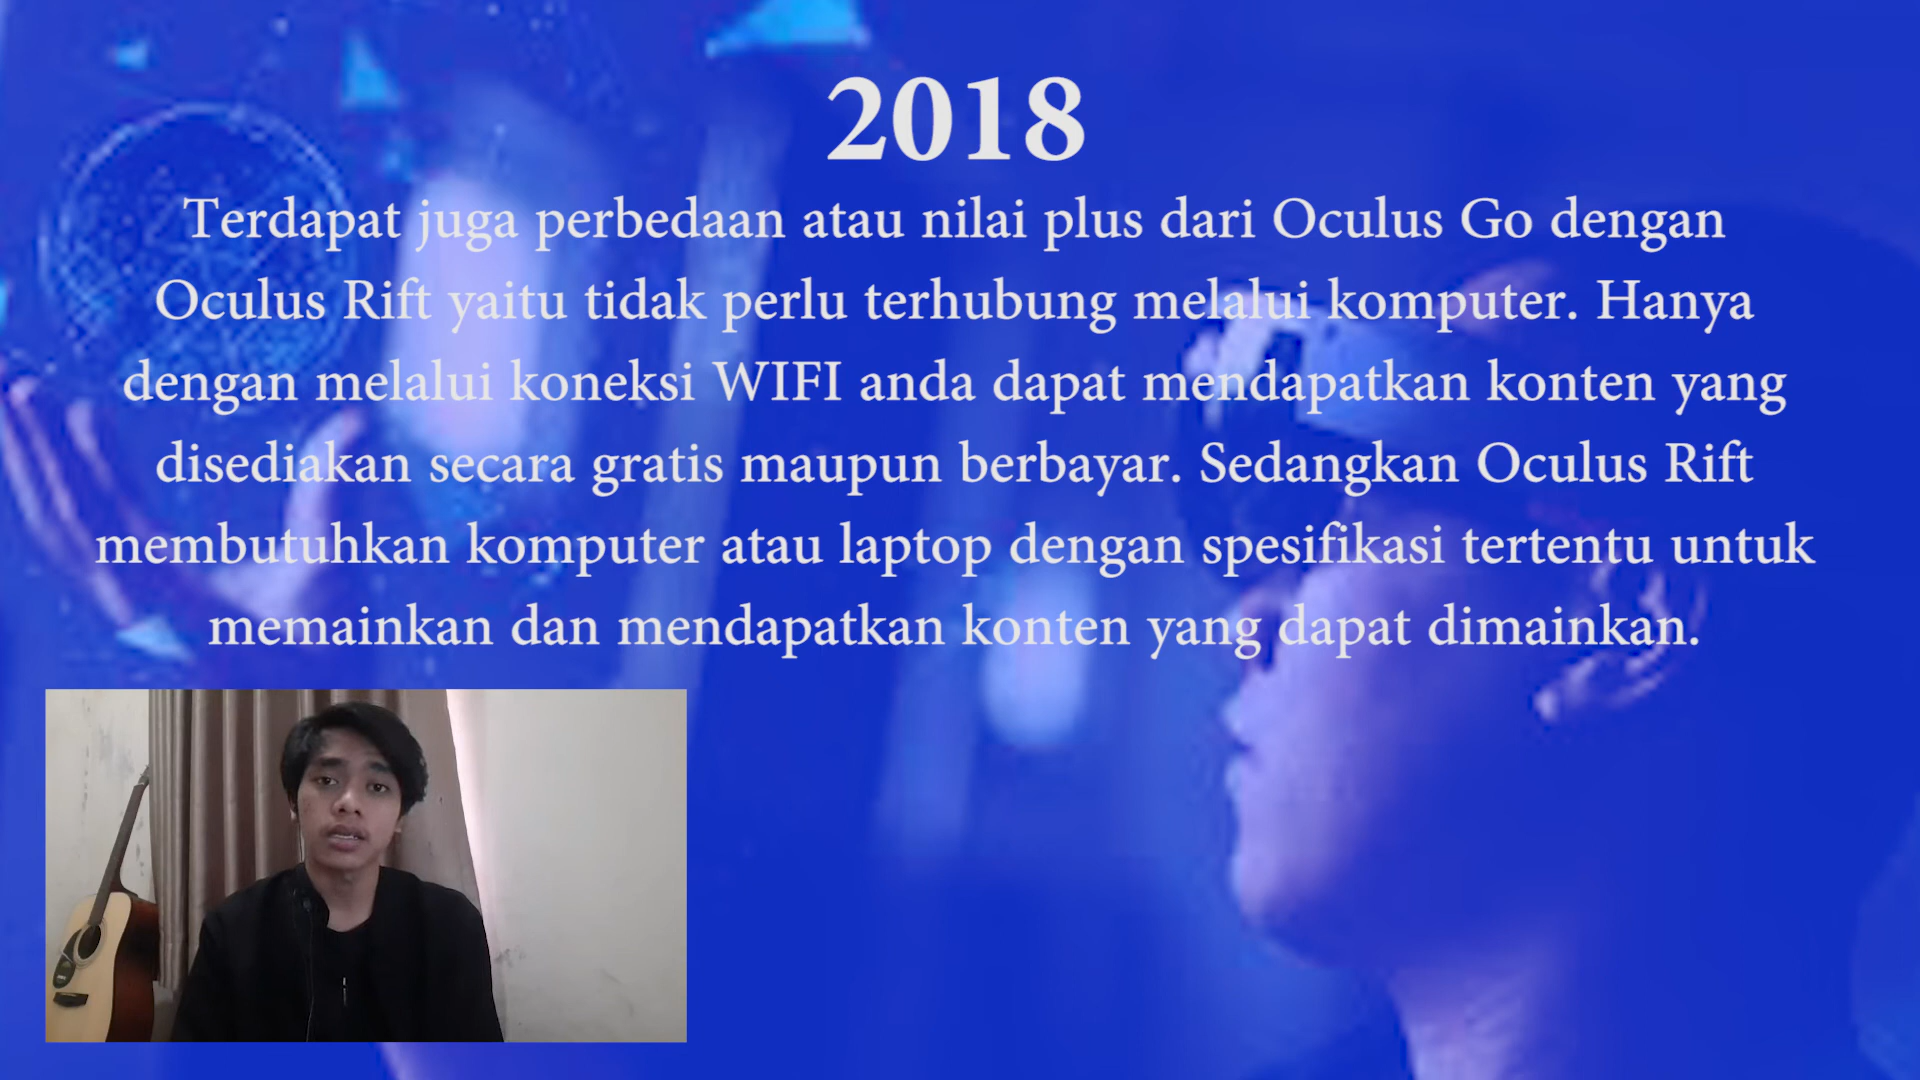 2018
Terdapat juga perbedaan atau nilai plus dari Oculus Go dengan
Oculus Rift yaitu tidak perlu terhubung melalui komputer. Hanya
dengan melalui koneksi WIFI anda dapat mendapatkan konten yang
disediakan secara gratis maupun berbayar. Sedangkan Oculus Rift
membutuhkan komputer atau laptop dengan spesifikasi tertentu untuk
memainkan dan mendapatkan konten yang dapat dimainkan.